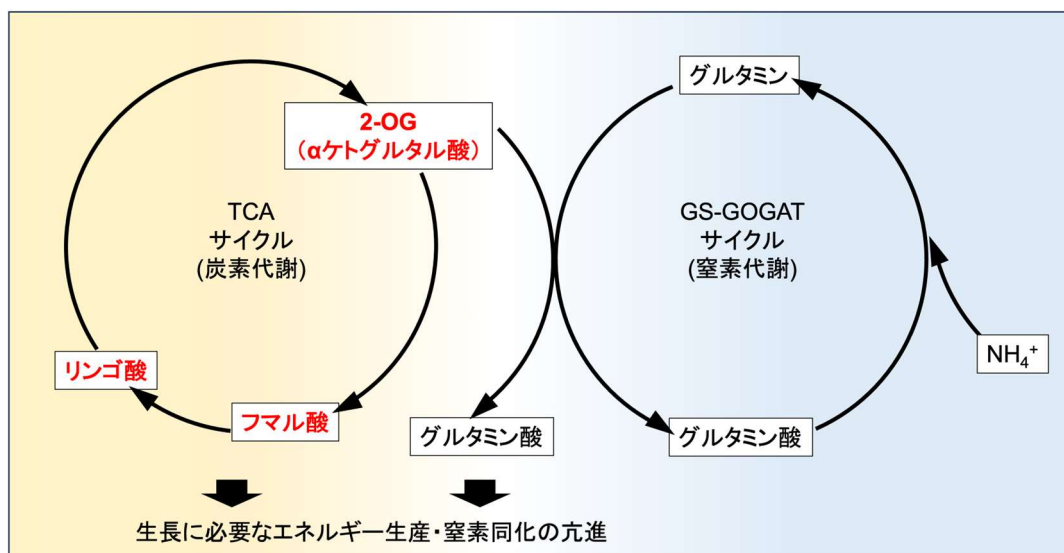 グルタミン
2-OG
(αケトグルタル酸)
TCA
サイクル
(炭素代謝)
GS-GOGAT
サイクル
(窒素代謝)
リンゴ酸
NH₄⁺
フマル酸
グルタミン酸
グルタミン酸
生長に必要なエネルギー生産・窒素同化の亢進